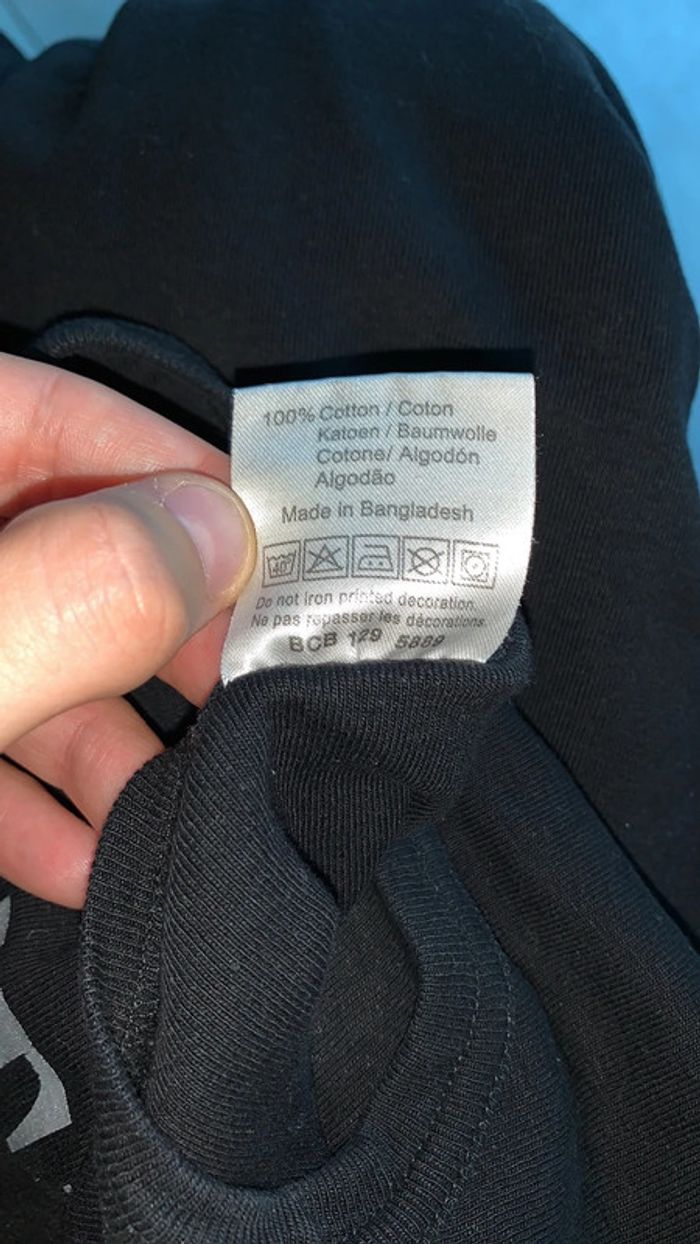 100% Cotton / Coton
Katoen / Baumwolle
Cotone/ Algodón
Algodão
Made in Bangladesh
40°
Do not Iron printed decoration.
Ne pas repasser les décorations.
BCB 129 5889